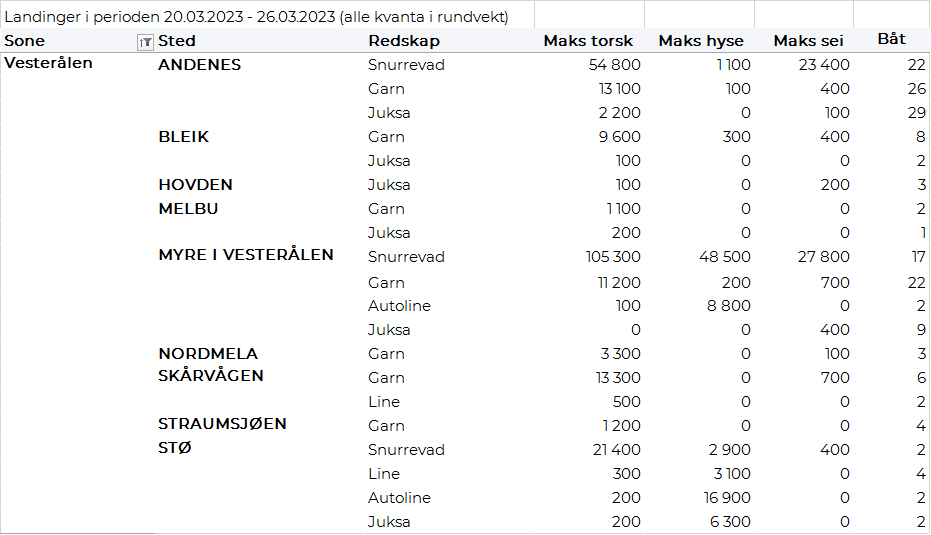 Landinger i perioden 20.03.2023 - 26.03.2023 (alle kvanta i rundvekt)
Sone Sted Redskap Maks torsk Maks hyse Maks sei Båt
Vesterålen ANDENES Snurrevad 54 800 1 100 23 400 22
Garn 13 100 100 400 26
Juksa 2 200 0 100 29
BLEIK Garn 9 600 300 400 8
Juksa 100 0 0 2
HOVDEN Juksa 100 0 200 3
MELBU Garn 1 100 0 0 2
Juksa 200 0 0 1
MYRE I VESTERÅLEN Snurrevad 105 300 48 500 27 800 17
Garn 11 200 200 700 22
Autoline 100 8 800 0 2
Juksa 0 0 400 9
NORDMELA Garn 3 300 0 100 3
SKÅRVÅGEN Garn 13 300 0 700 6
Line 500 0 0 2
STRAUMSJØEN Garn 1 200 0 0 4
STØ Snurrevad 21 400 2 900 400 2
Line 300 3 100 0 4
Autoline 200 16 900 0 2
Juksa 200 6 300 0 2